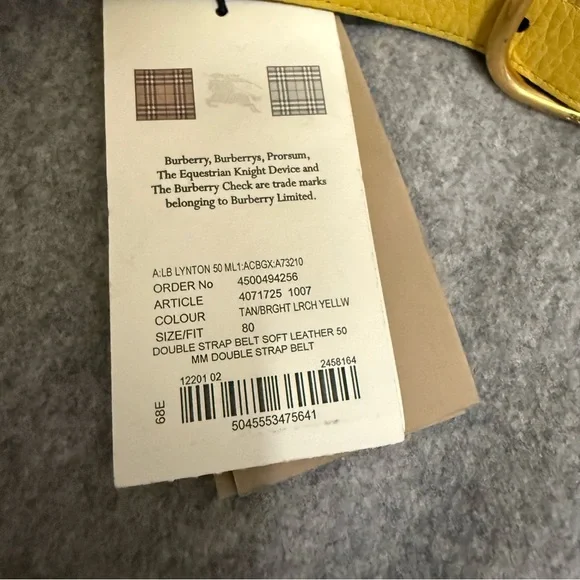 Burberry, Burberrys, Prorsum,
The Equestrian Knight Device and
The Burberry Check are trade marks
belonging to Burberry Limited.
A:LB LYNTON 50 ML1:ACBGX:A73210
ORDER No 4500494256
ARTICLE 4071725 1007
COLOUR TAN/BRGHT LRCH YELLW
SIZE/FIT 80
DOUBLE STRAP BELT SOFT LEATHER 50
MM DOUBLE STRAP BELT
12201 02 2458164
68E
5045553475641